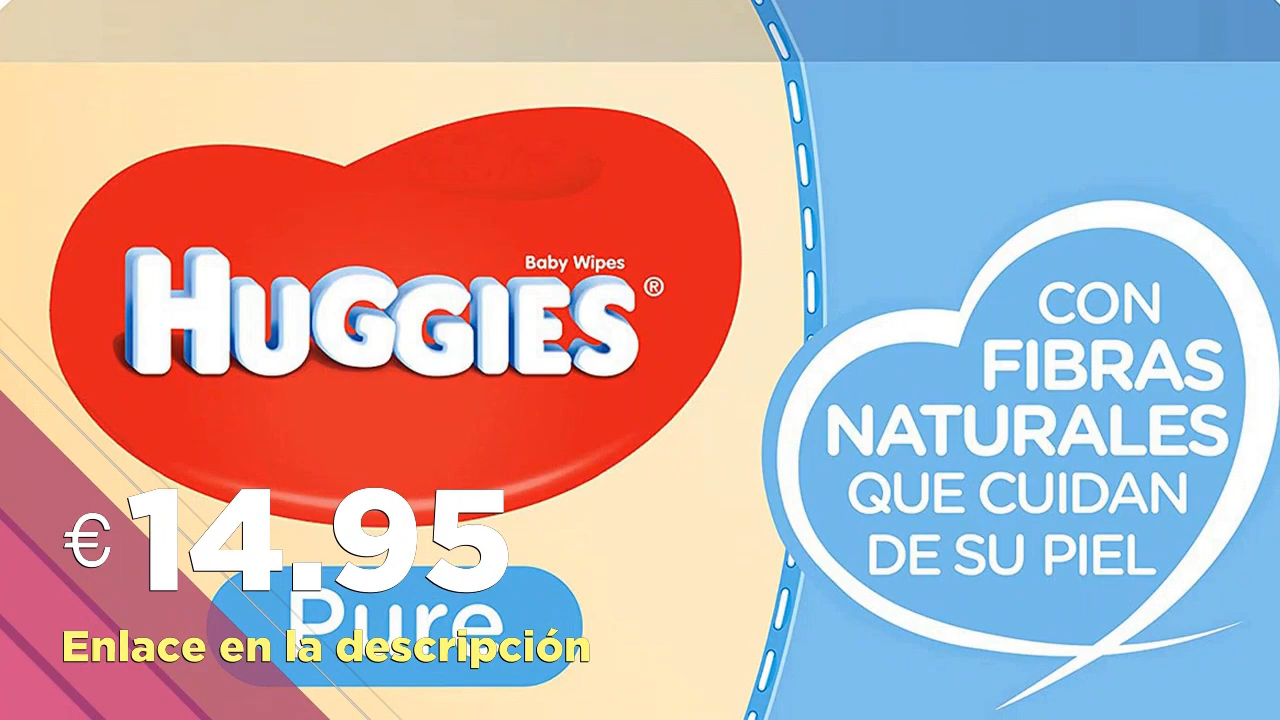 Baby Wipes
HUGGIES®
CON
FIBRAS
NATURALES
QUE CUIDAN
DE SU PIEL
€ 14.95
Pure
Enlace en la descripción